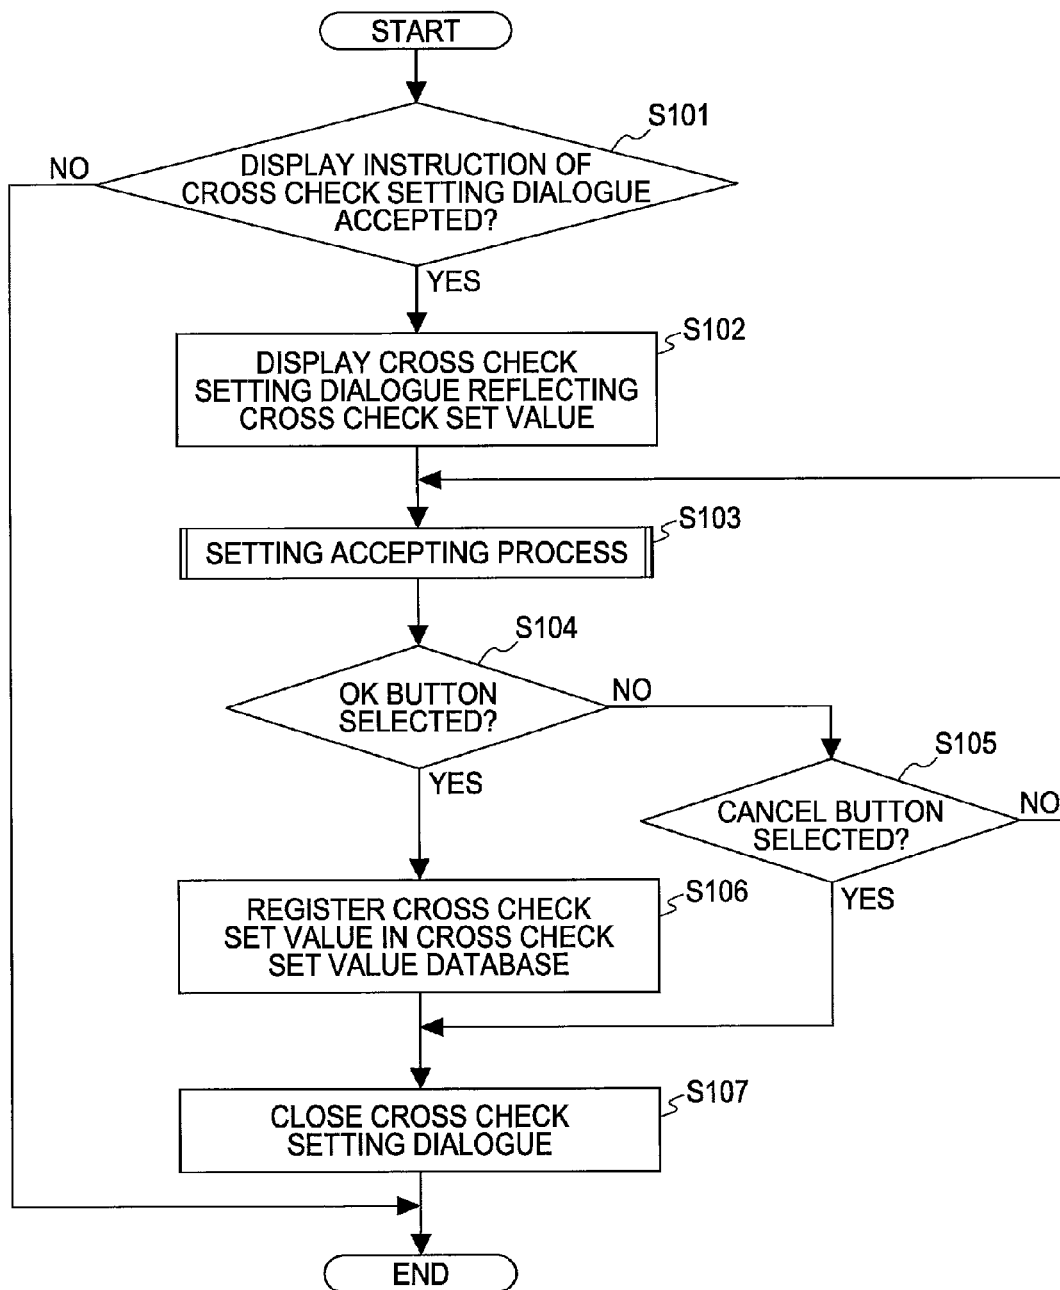 START
S101
NO
DISPLAY INSTRUCTION OF
CROSS CHECK SETTING DIALOGUE
ACCEPTED?
YES
S102
DISPLAY CROSS CHECK
SETTING DIALOGUE REFLECTING
CROSS CHECK SET VALUE
S103
SETTING ACCEPTING PROCESS
S104
OK BUTTON
SELECTED?
NO
YES
S105
CANCEL BUTTON
SELECTED?
NO
YES
S106
REGISTER CROSS CHECK
SET VALUE IN CROSS CHECK
SET VALUE DATABASE
S107
CLOSE CROSS CHECK
SETTING DIALOGUE
END